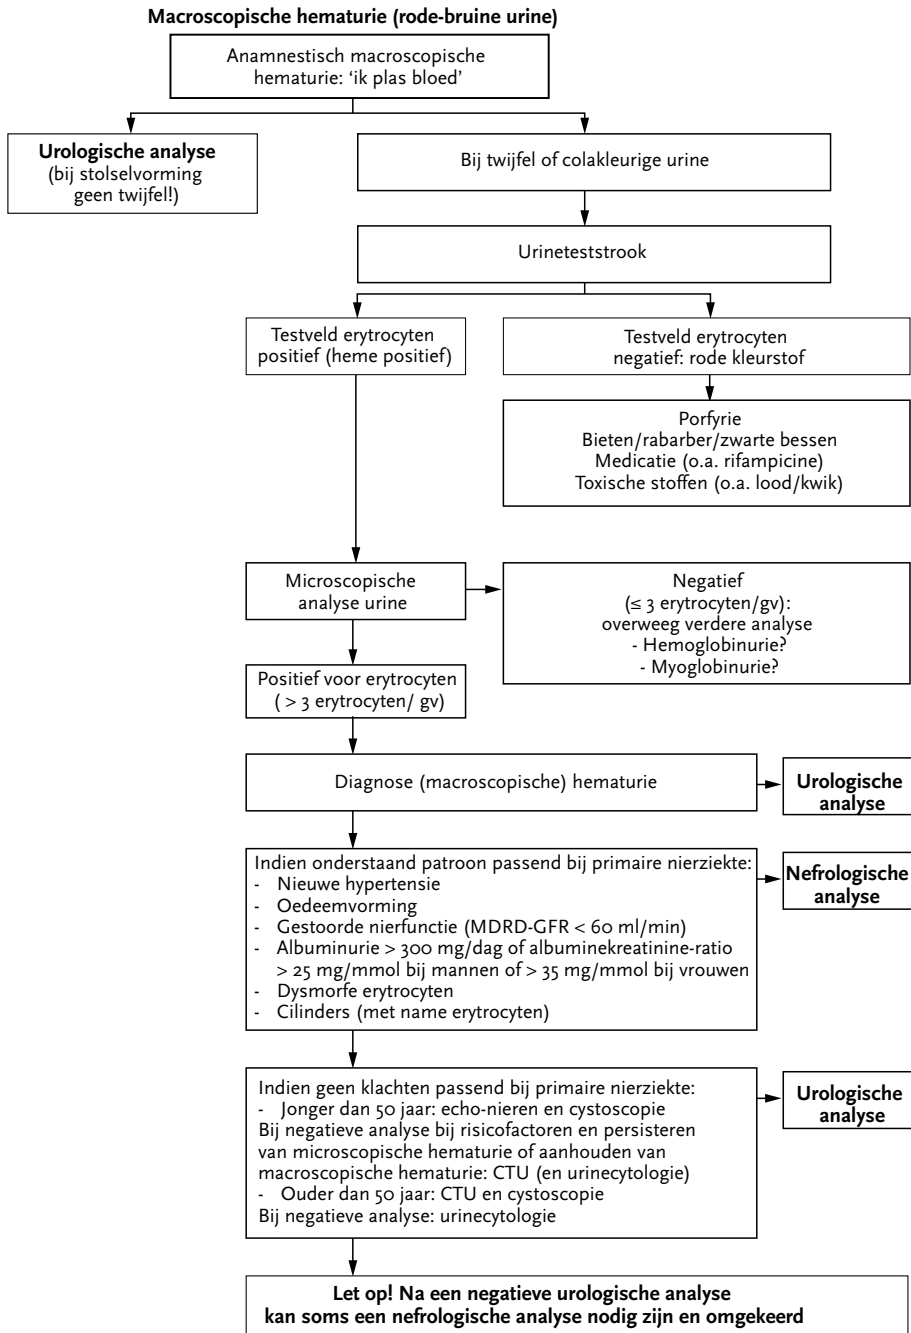 Macroscopische hematurie (rode-bruine urine)
Anamnestisch macroscopische
hematurie: ‘ik plas bloed’
Urologische analyse
(bij stolselvorming
geen twijfel!)
Bij twijfel of colakleurige urine
Urineteststrook
Testveld erytrocyten
positief (heme positief)
Testveld erytrocyten
negatief: rode kleurstof
Porfyrie
Bieten/rabarber/zwarte bessen
Medicatie (o.a. rifampicine)
Toxische stoffen (o.a. lood/kwik)
Microscopische
analyse urine
Negatief
(≤ 3 erytrocyten/gv):
overweeg verdere analyse
- Hemoglobinurie?
- Myoglobinurie?
Positief voor erytrocyten
( > 3 erytrocyten/ gv)
Diagnose (macroscopische) hematurie
Urologische
analyse
Indien onderstaand patroon passend bij primaire nierziekte:
- Nieuwe hypertensie
- Oedeemvorming
- Gestoorde nierfunctie (MDRD-GFR < 60 ml/min)
- Albuminurie > 300 mg/dag of albuminekreatinine-ratio
> 25 mg/mmol bij mannen of > 35 mg/mmol bij vrouwen
- Dysmorfe erytrocyten
- Cilinders (met name erytrocyten)
Nefrologische
analyse
Indien geen klachten passend bij primaire nierziekte:
- Jonger dan 50 jaar: echo-nieren en cystoscopie
Bij negatieve analyse bij risicofactoren en persisteren
van microscopische hematurie of aanhouden van
macroscopische hematurie: CTU (en urinecytologie)
- Ouder dan 50 jaar: CTU en cystoscopie
Bij negatieve analyse: urinecytologie
Urologische
analyse
Let op! Na een negatieve urologische analyse
kan soms een nefrologische analyse nodig zijn en omgekeerd